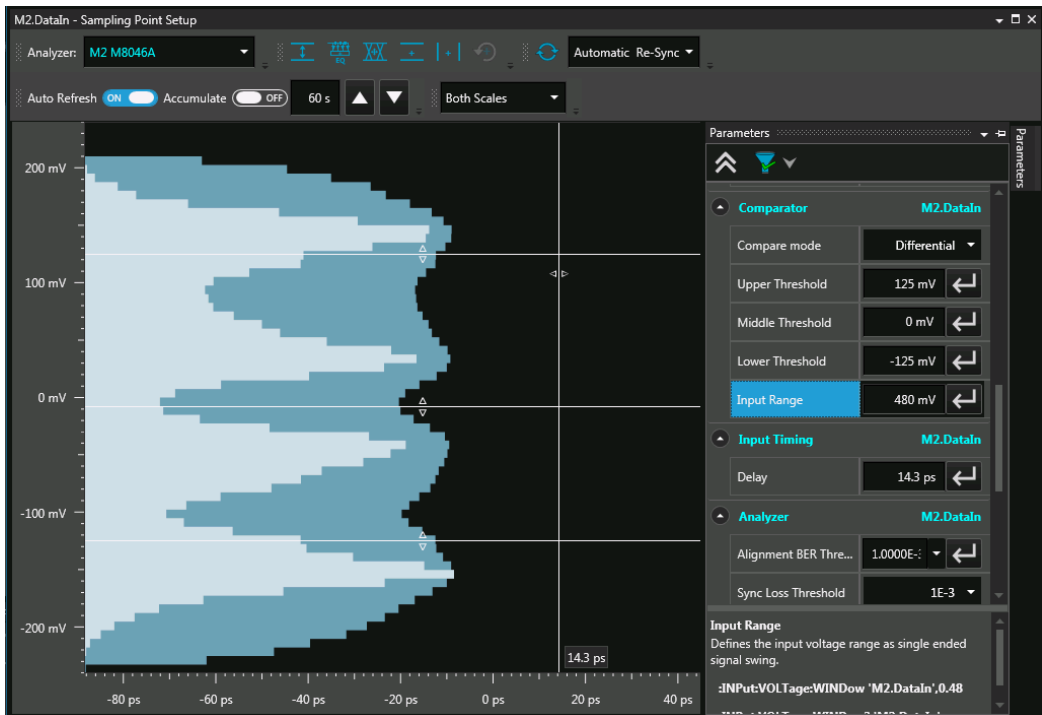 M2.DataIn - Sampling Point Setup
Analyzer: M2 M8046A EQ Automatic Re-Sync
Auto Refresh ON Accumulate OFF 60 s Both Scales
Parameters
Parameters
200 mV
100 mV
0 mV
-100 mV
-200 mV
14.3 ps
-80 ps -60 ps -40 ps -20 ps 0 ps 20 ps 40 ps
Comparator M2.DataIn
Compare mode Differential
Upper Threshold 125 mV
Middle Threshold 0 mV
Lower Threshold -125 mV
Input Range 480 mV
Input Timing M2.DataIn
Delay 14.3 ps
Analyzer M2.DataIn
Alignment BER Thre... 1.0000E-
Sync Loss Threshold 1E-3
Input Range
Defines the input voltage range as single ended
signal swing.
:INPut:VOLTage:WINDow 'M2.DataIn',0.48